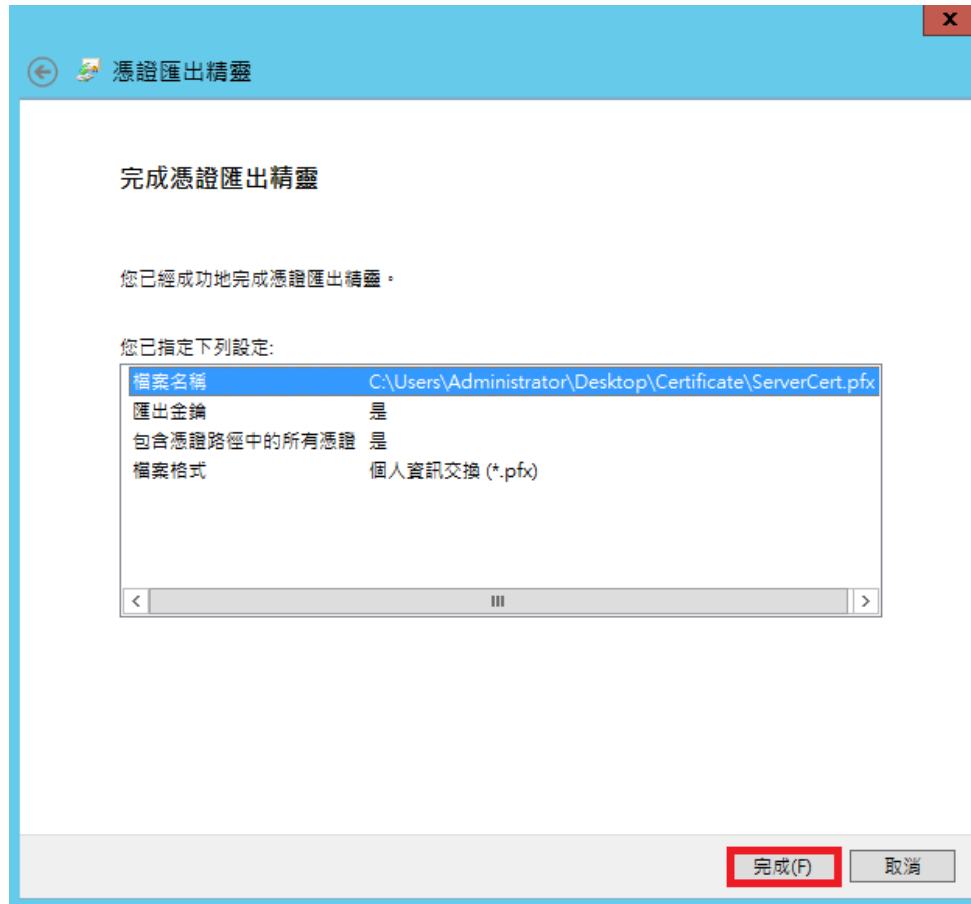 x
憑證匯出精靈
完成憑證匯出精靈
您已經成功地完成憑證匯出精靈。
您已指定下列設定:
檔案名稱 C:\Users\Administrator\Desktop\Certificate\ServerCert.pfx
匯出金鑰 是
包含憑證路徑中的所有憑證 是
檔案格式 個人資訊交換 (*.pfx)
完成(F) 取消